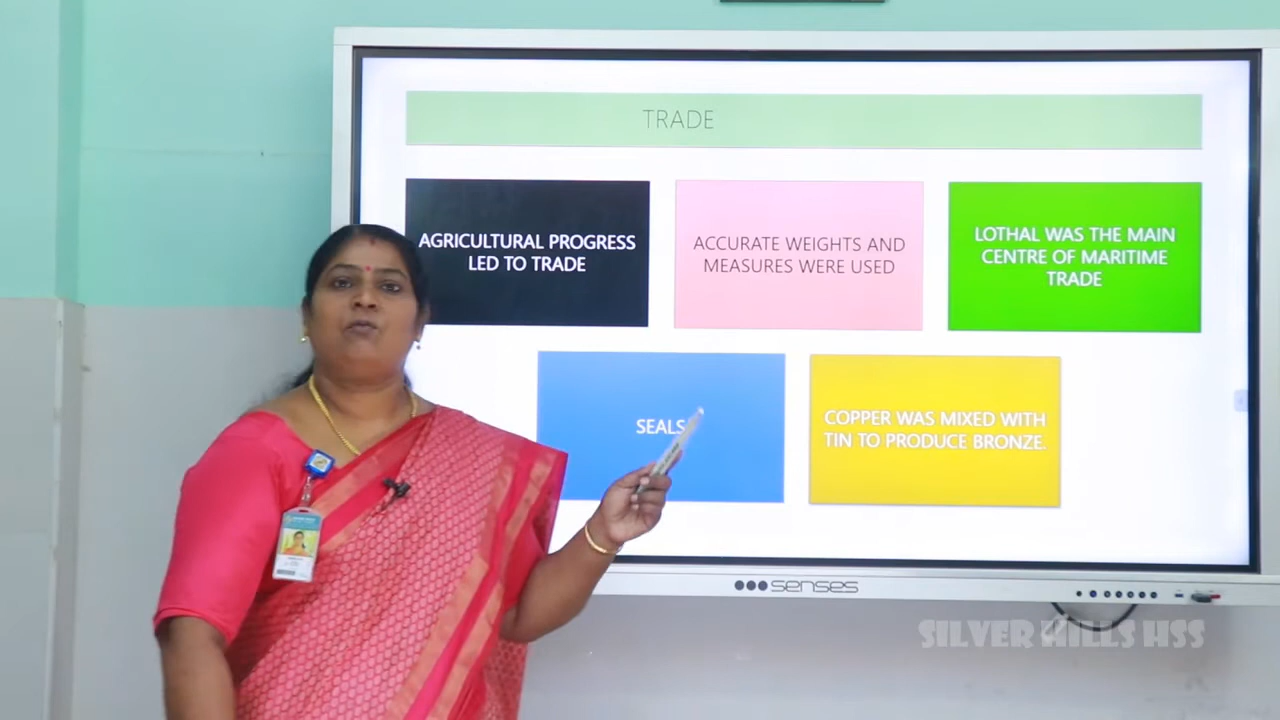 TRADE
AGRICULTURAL PROGRESS
LED TO TRADE
ACCURATE WEIGHTS AND
MEASURES WERE USED
LOTHAL WAS THE MAIN
CENTRE OF MARITIME
TRADE
SEALS
COPPER WAS MIXED WITH
TIN TO PRODUCE BRONZE.
senses
SILVER HILLS HSS